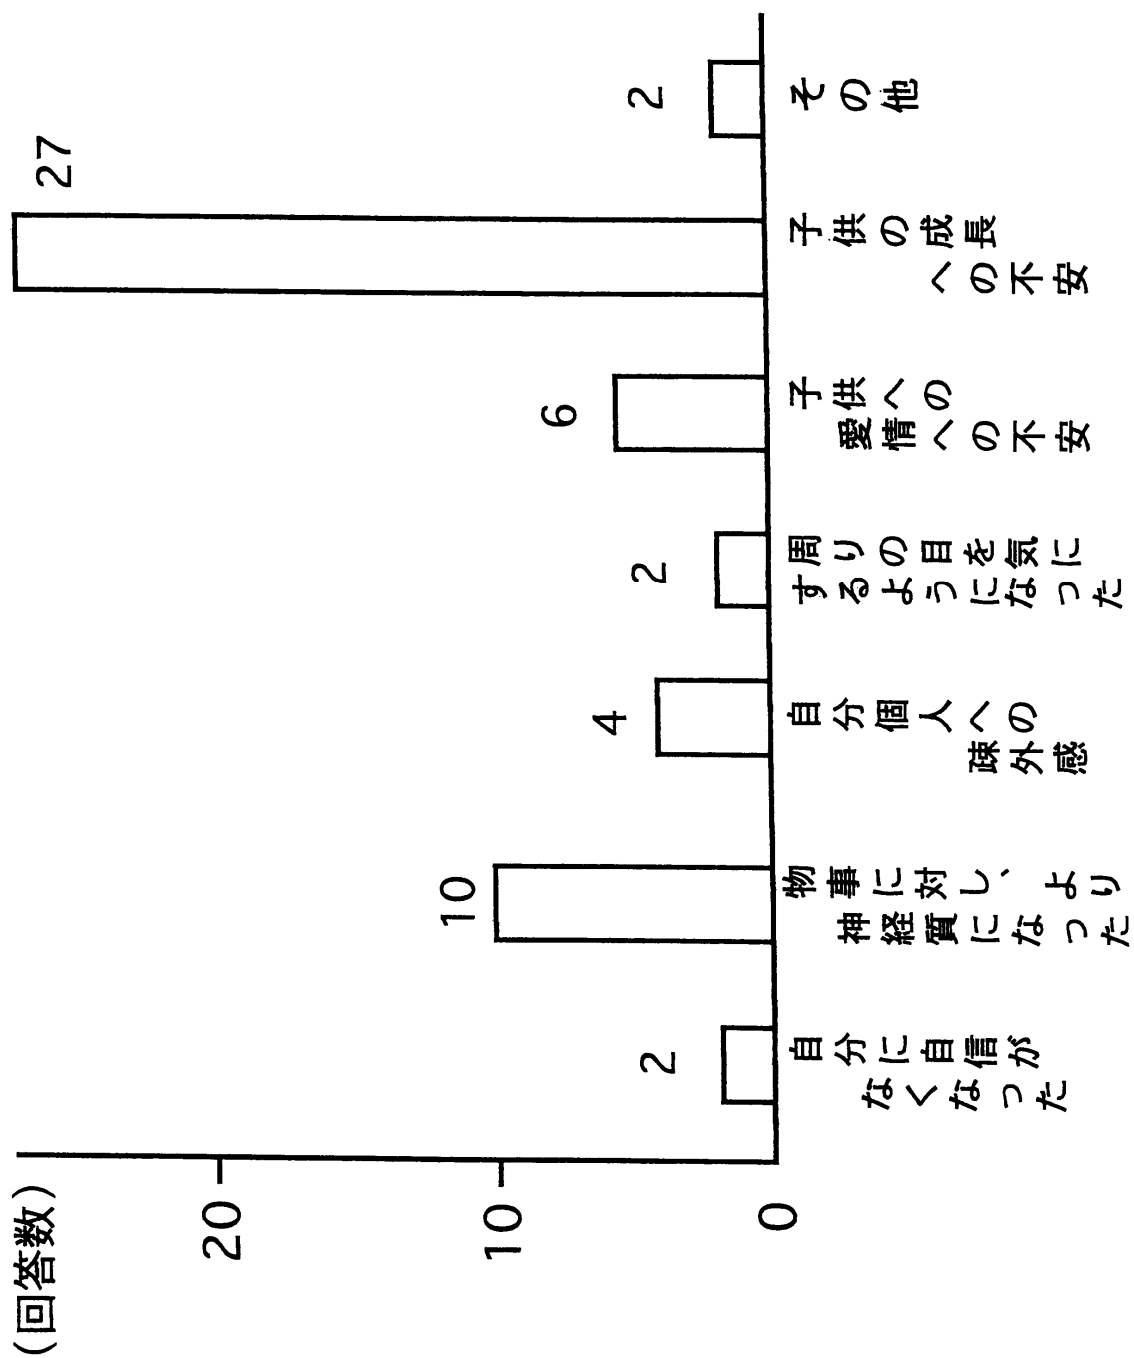 (回答数)
20
10
0
2
10
4
2
6
27
2
自分に自信が
なくなった
物事に対し、より
神経質になった
自分個人への
疎外感
周りの目を気に
するようになった
子供への
愛情への不安
子供の成長
への不安
その他